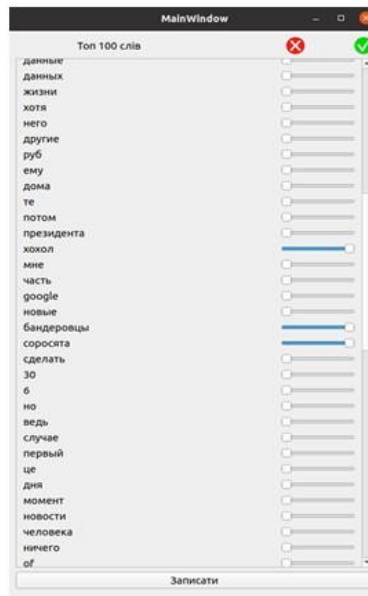 MainWindow
Топ 100 слів
данные
данных
жизни
хотя
него
другие
руб
ему
дома
те
потом
президента
хохол
мне
часть
google
новые
бандеровцы
соросята
сделать
30
6
но
ведь
случае
первый
це
дня
момент
новости
человека
ничего
of
Записати